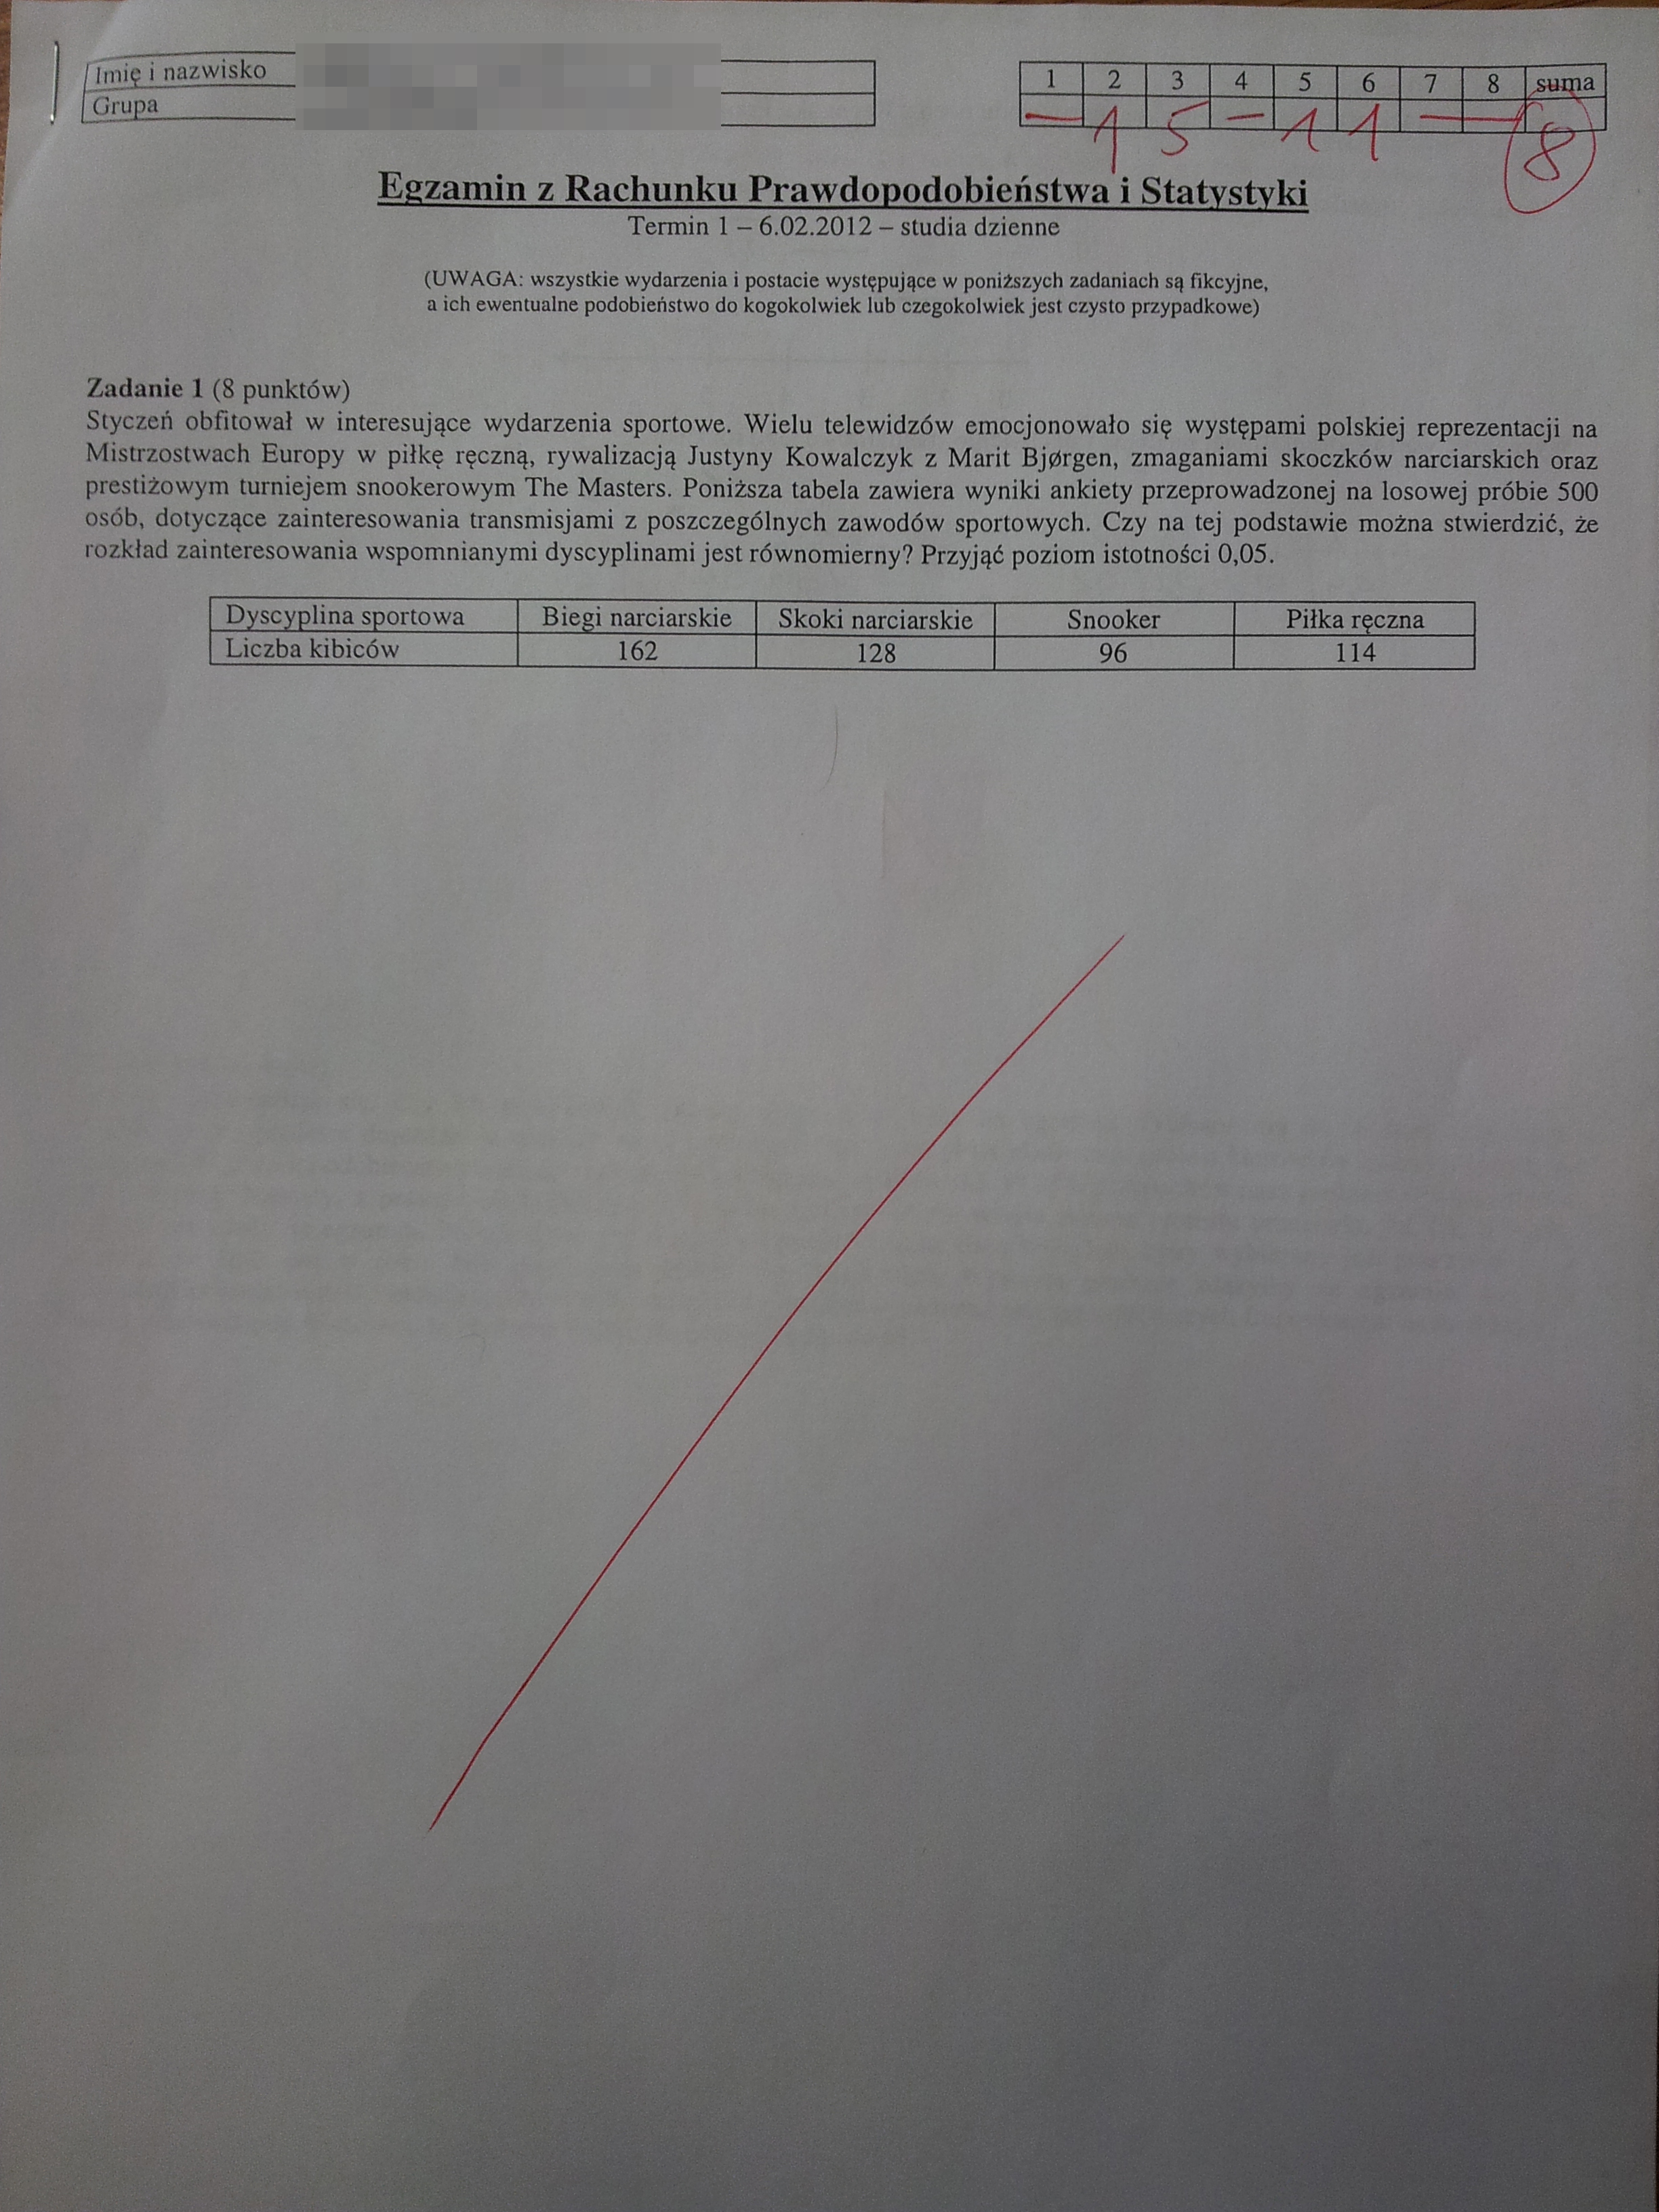 Imię i nazwisko
Grupa
1 2 3 4 5 6 7 8 suma
– 1 5 – 1 1 — 8
Egzamin z Rachunku Prawdopodobieństwa i Statystyki
Termin 1 – 6.02.2012 – studia dzienne
(UWAGA: wszystkie wydarzenia i postacie występujące w poniższych zadaniach są fikcyjne,
a ich ewentualne podobieństwo do kogokolwiek lub czegokolwiek jest czysto przypadkowe)
Zadanie 1 (8 punktów)
Styczeń obfitował w interesujące wydarzenia sportowe. Wielu telewidzów emocjonowało się występami polskiej reprezentacji na
Mistrzostwach Europy w piłkę ręczną, rywalizacją Justyny Kowalczyk z Marit Bjørgen, zmaganiami skoczków narciarskich oraz
prestiżowym turniejem snookerowym The Masters. Poniższa tabela zawiera wyniki ankiety przeprowadzonej na losowej próbie 500
osób, dotyczące zainteresowania transmisjami z poszczególnych zawodów sportowych. Czy na tej podstawie można stwierdzić, że
rozkład zainteresowania wspomnianymi dyscyplinami jest równomierny? Przyjąć poziom istotności 0,05.
Dyscyplina sportowa Biegi narciarskie Skoki narciarskie Snooker Piłka ręczna
Liczba kibiców 162 128 96 114